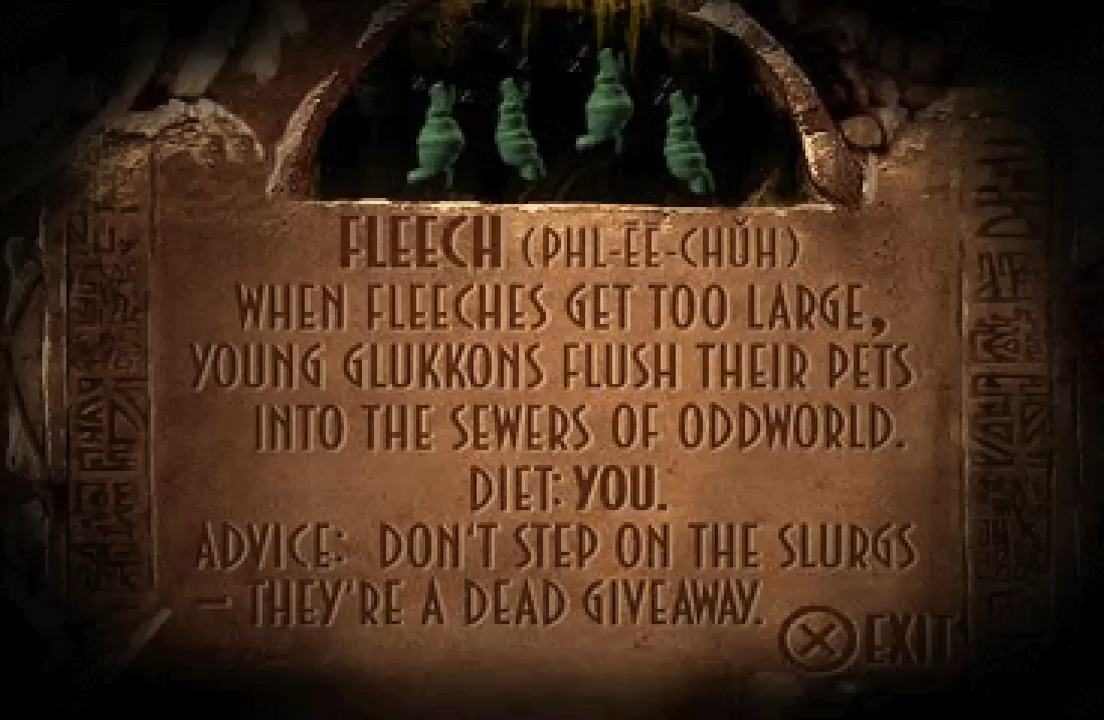 FLEECH (PHL-ĒĒ-CHŬH)
WHEN FLEECHES GET TOO LARGE,
YOUNG GLUKKONS FLUSH THEIR PETS
INTO THE SEWERS OF ODDWORLD.
DIET: YOU.
ADVICE: DON'T STEP ON THE SLURGS
– THEY'RE A DEAD GIVEAWAY.
EXIT